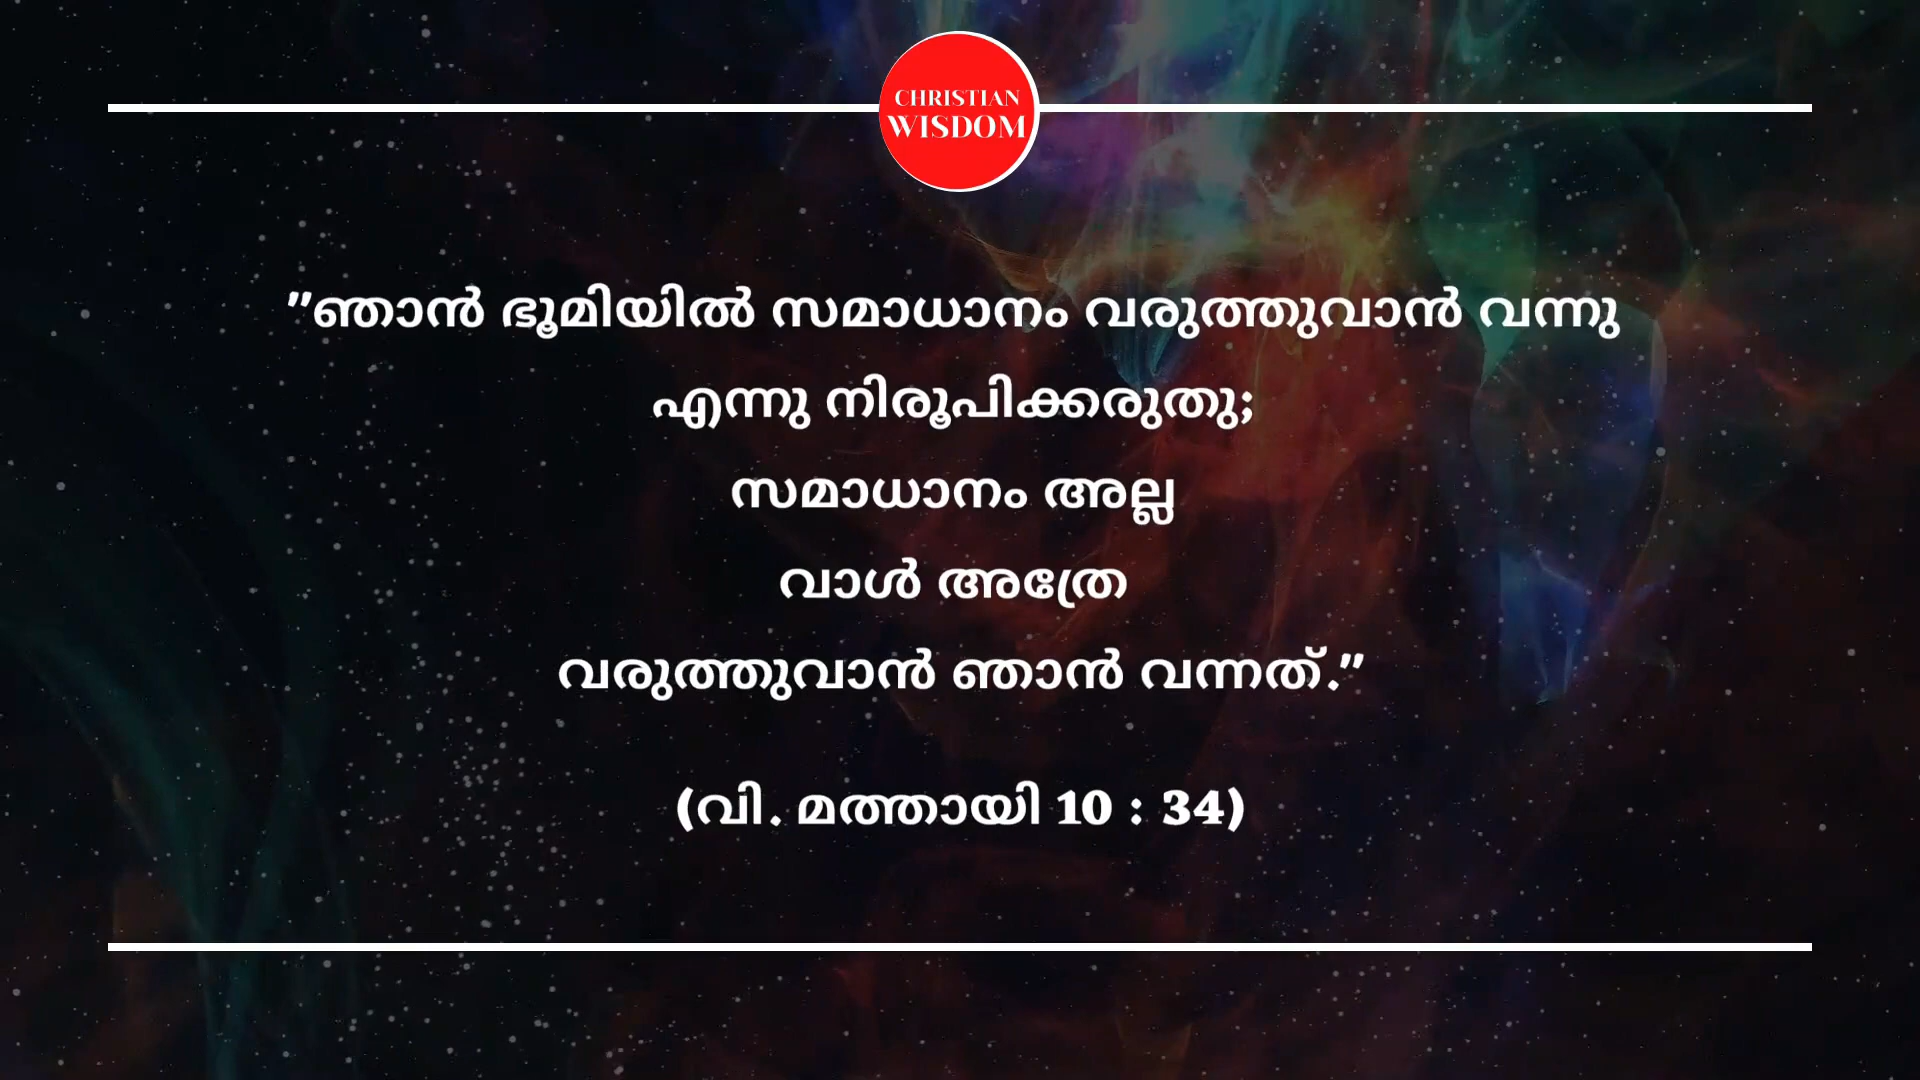 CHRISTIAN
WISDOM
"ഞാൻ ഭൂമിയിൽ സമാധാനം വരുത്തുവാൻ വന്നു
എന്നു നിരൂപിക്കരുതു;
സമാധാനം അല്ല
വാൾ അത്രേ
വരുത്തുവാൻ ഞാൻ വന്നത്."
(വി. മത്തായി 10 : 34)